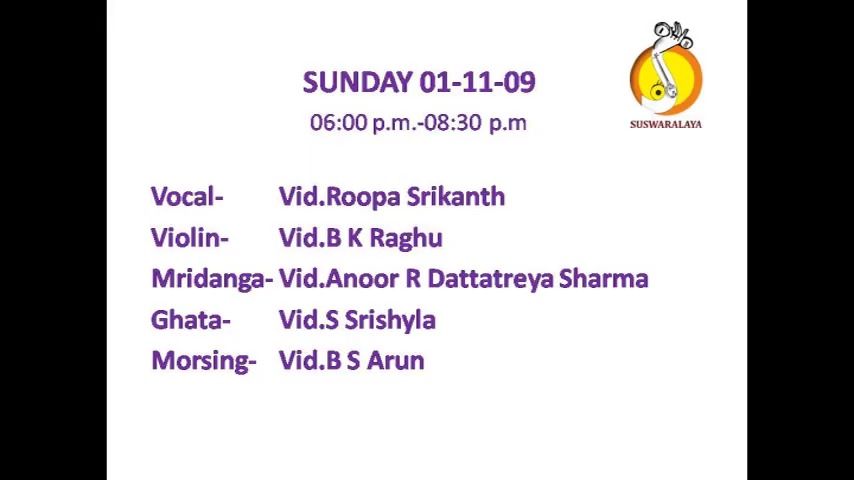 SUNDAY 01-11-09
06:00 p.m.-08:30 p.m
SUSWARALAYA
Vocal- Vid.Roopa Srikanth
Violin- Vid.B K Raghu
Mridanga- Vid.Anoor R Dattatreya Sharma
Ghata- Vid.S Srishyla
Morsing- Vid.B S Arun